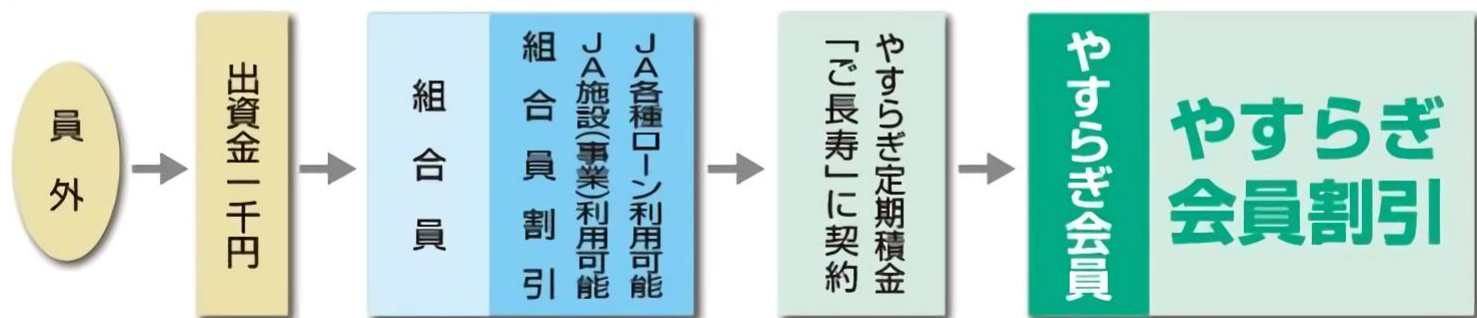 員外
出資金一千円
組合員
JA各種ローン利用可能
JA施設(事業)利用可能
組合員割引
やすらぎ定期積金
「ご長寿」に契約
やすらぎ会員
やすらぎ
会員割引